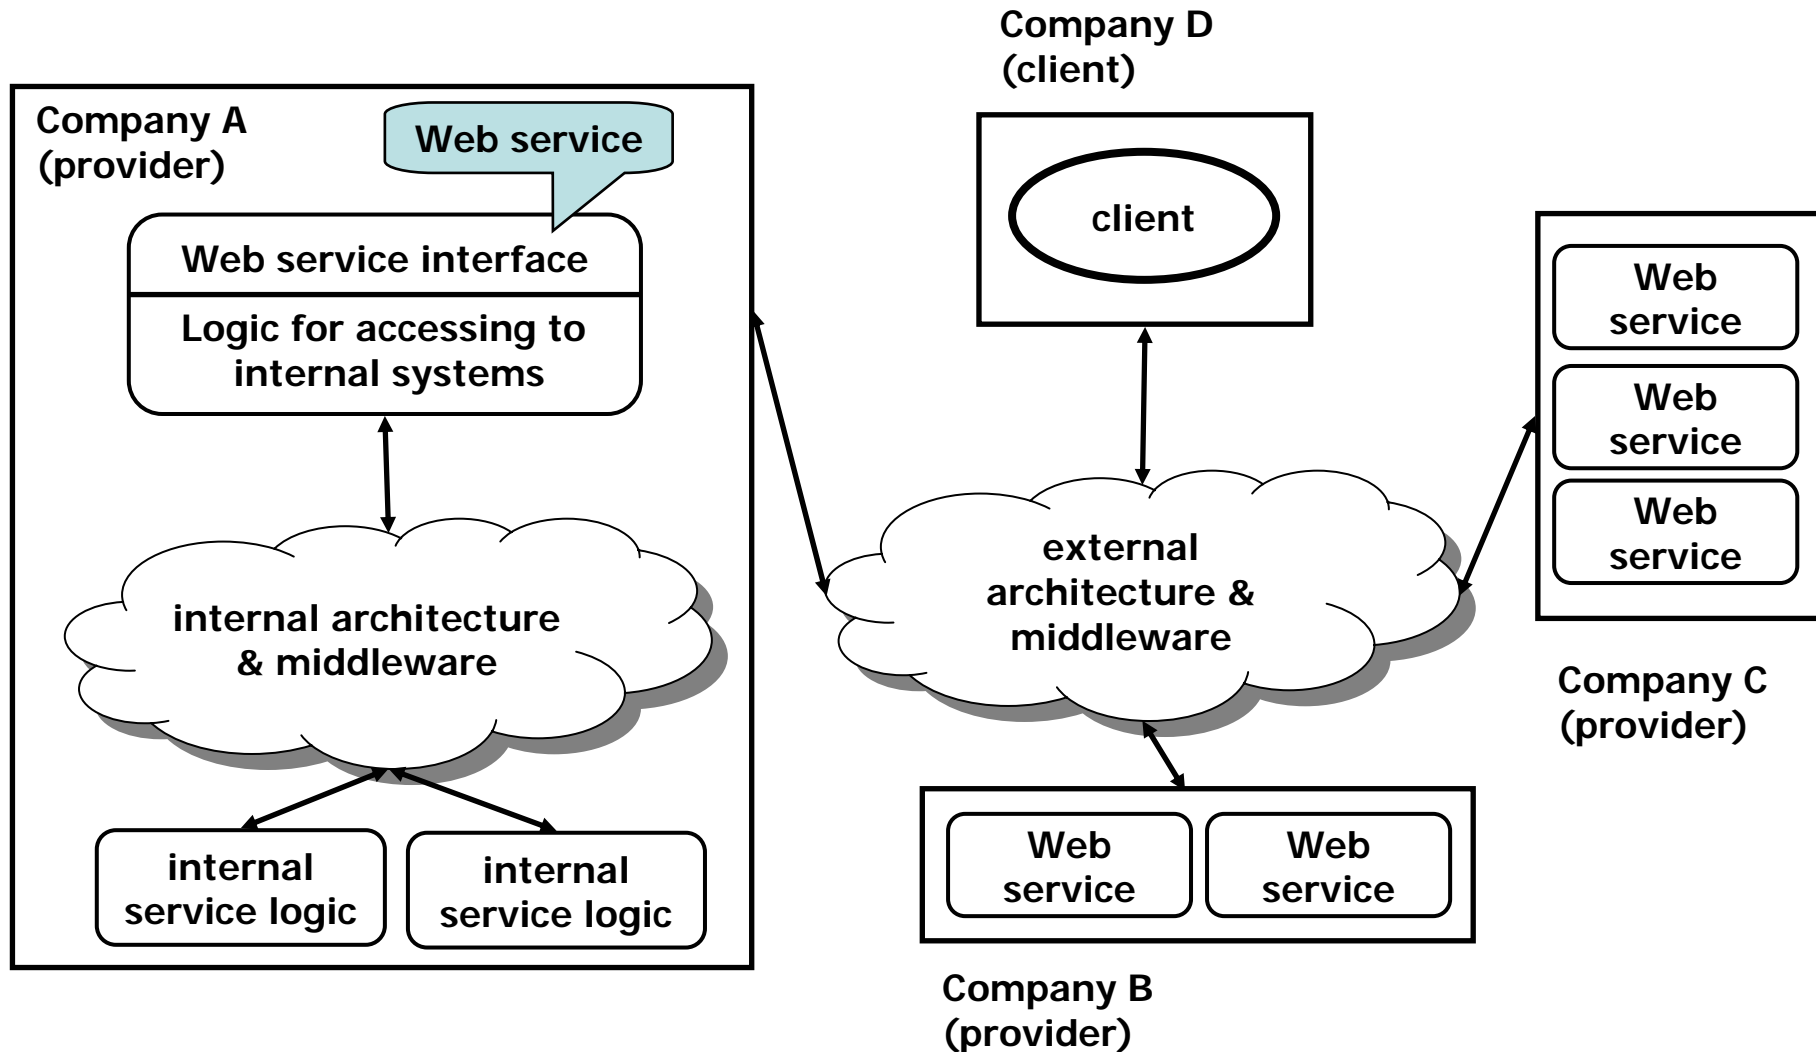 Company D
(client)
Company A
(provider)
Web service
Web service interface
Logic for accessing to
internal systems
internal architecture
& middleware
internal
service logic
internal
service logic
client
external
architecture &
middleware
Web
service
Web
service
Web
service
Company C
(provider)
Web
service
Web
service
Company B
(provider)